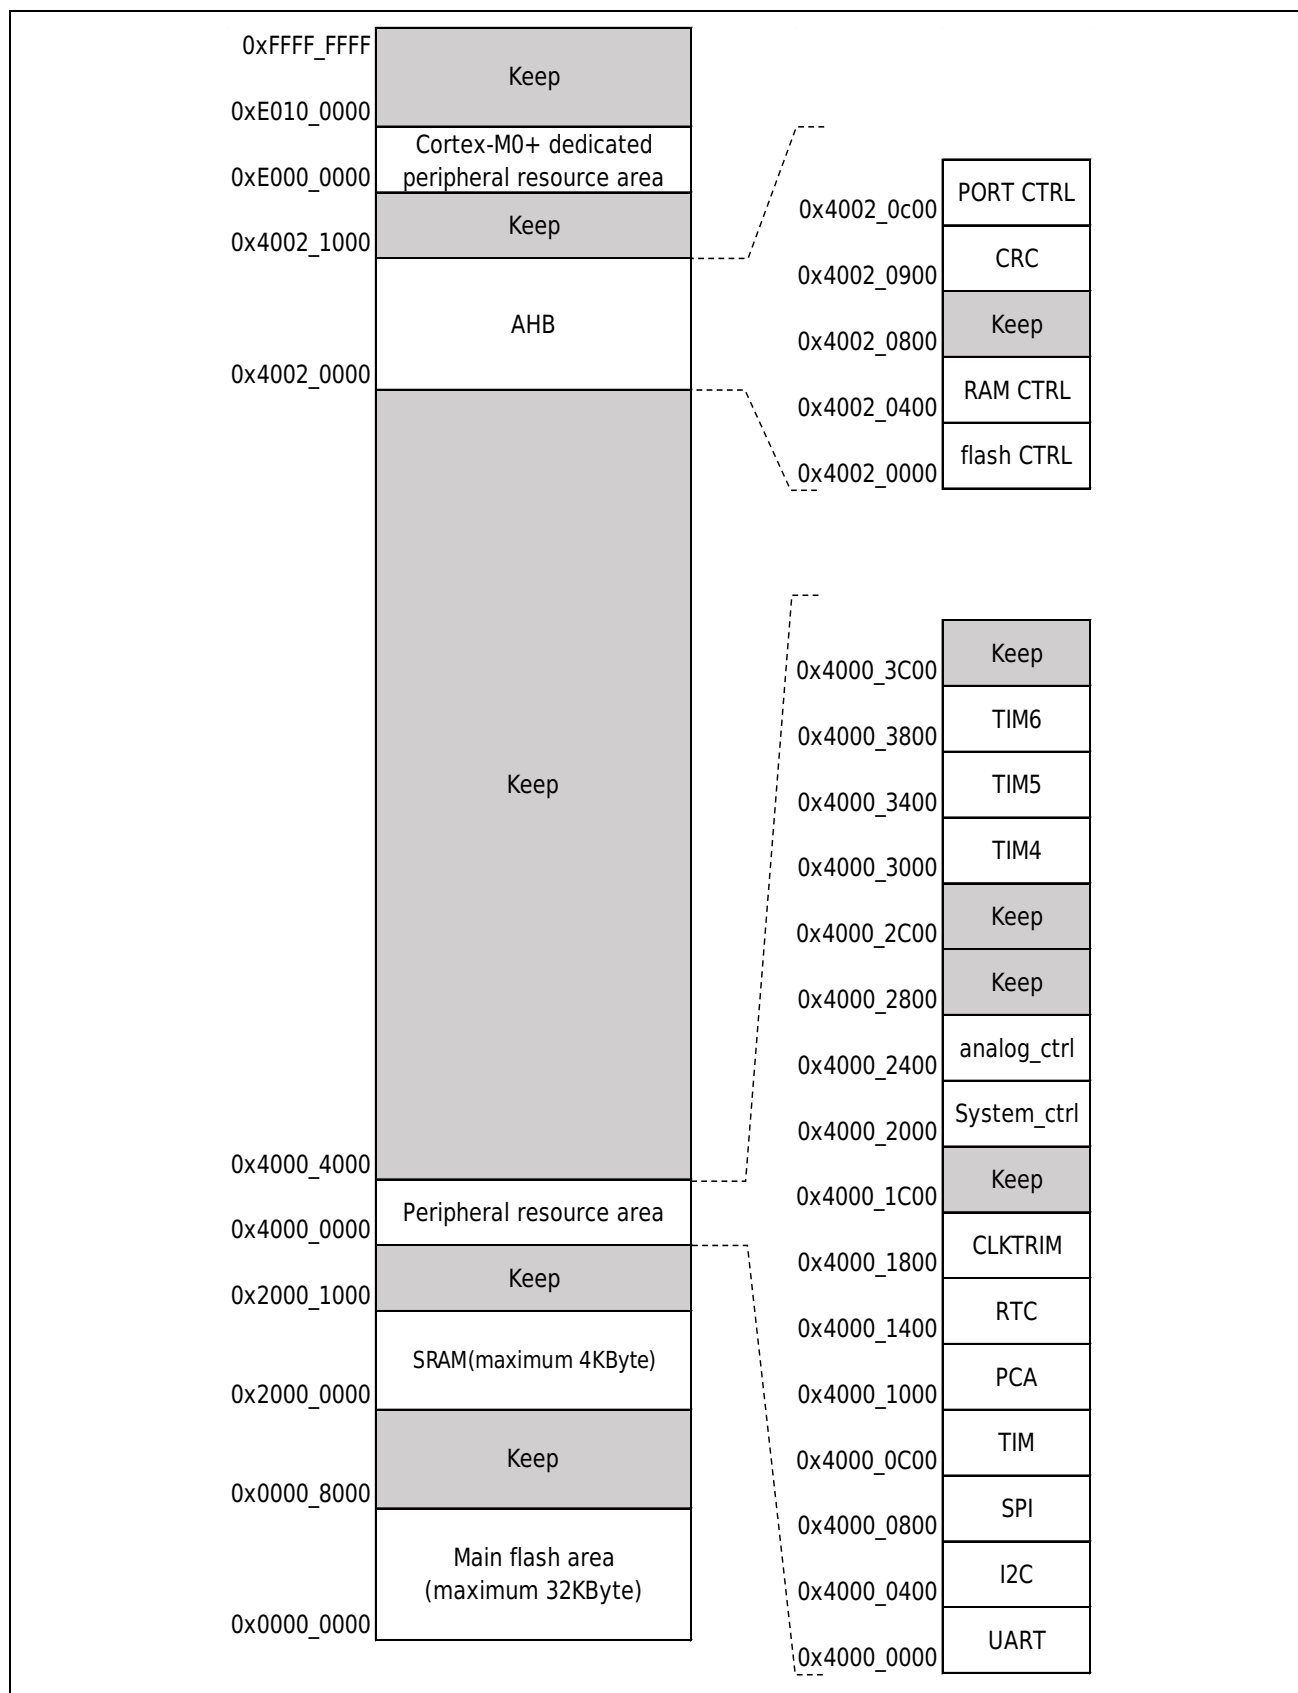 0xFFFF_FFFF
Keep
0xE010_0000
Cortex-M0+ dedicated
peripheral resource area
0xE000_0000
Keep
0x4002_1000
AHB
0x4002_0000
Keep
0x4000_4000
Peripheral resource area
0x4000_0000
Keep
0x2000_1000
SRAM(maximum 4KByte)
0x2000_0000
Keep
0x0000_8000
Main flash area
(maximum 32KByte)
0x0000_0000
PORT CTRL
0x4002_0c00
CRC
0x4002_0900
Keep
0x4002_0800
RAM CTRL
0x4002_0400
flash CTRL
0x4002_0000
Keep
0x4000_3C00
TIM6
0x4000_3800
TIM5
0x4000_3400
TIM4
0x4000_3000
Keep
0x4000_2C00
Keep
0x4000_2800
analog_ctrl
0x4000_2400
System_ctrl
0x4000_2000
Keep
0x4000_1C00
CLKTRIM
0x4000_1800
RTC
0x4000_1400
PCA
0x4000_1000
TIM
0x4000_0C00
SPI
0x4000_0800
I2C
0x4000_0400
UART
0x4000_0000